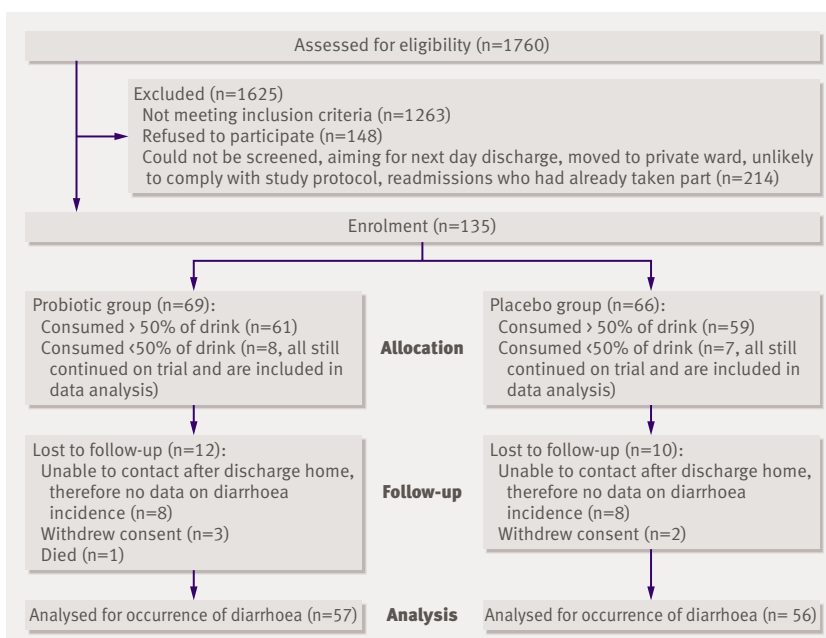 Assessed for eligibility (n=1760)
Excluded (n=1625)
Not meeting inclusion criteria (n=1263)
Refused to participate (n=148)
Could not be screened, aiming for next day discharge, moved to private ward, unlikely
to comply with study protocol, readmissions who had already taken part (n=214)
Enrolment (n=135)
Probiotic group (n=69):
Consumed > 50% of drink (n=61)
Consumed <50% of drink (n=8, all still
continued on trial and are included in
data analysis)
Allocation
Placebo group (n=66):
Consumed > 50% of drink (n=59)
Consumed <50% of drink (n=7, all still
continued on trial and are included in
data analysis)
Lost to follow-up (n=12):
Unable to contact after discharge home,
therefore no data on diarrhoea
incidence (n=8)
Withdrew consent (n=3)
Died (n=1)
Follow-up
Lost to follow-up (n=10):
Unable to contact after discharge home,
therefore no data on diarrhoea
incidence (n=8)
Withdrew consent (n=2)
Analysed for occurrence of diarrhoea (n=57)
Analysis
Analysed for occurrence of diarrhoea (n= 56)